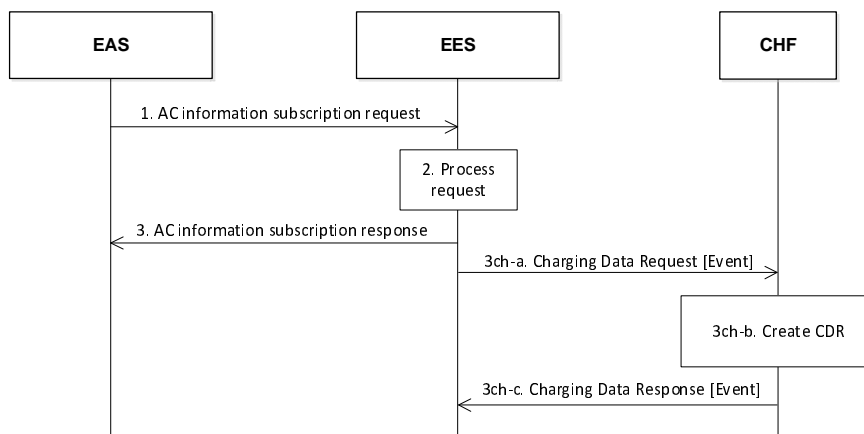 EAS
EES
CHF
1. AC information subscription request
2. Process
request
3. AC information subscription response
3ch-a. Charging Data Request [Event]
3ch-b. Create CDR
3ch-c. Charging Data Response [Event]